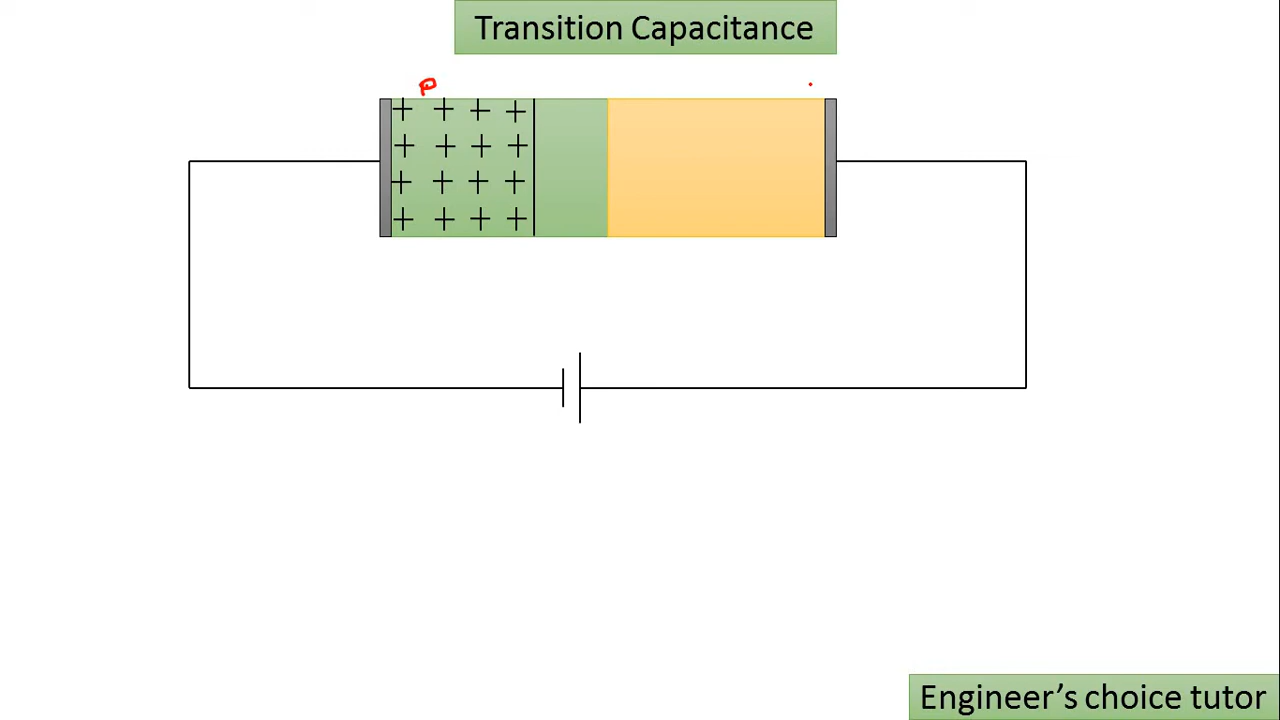 Transition Capacitance
P
+ + + +
+ + + +
+ + + +
+ + + +
Engineer’s choice tutor